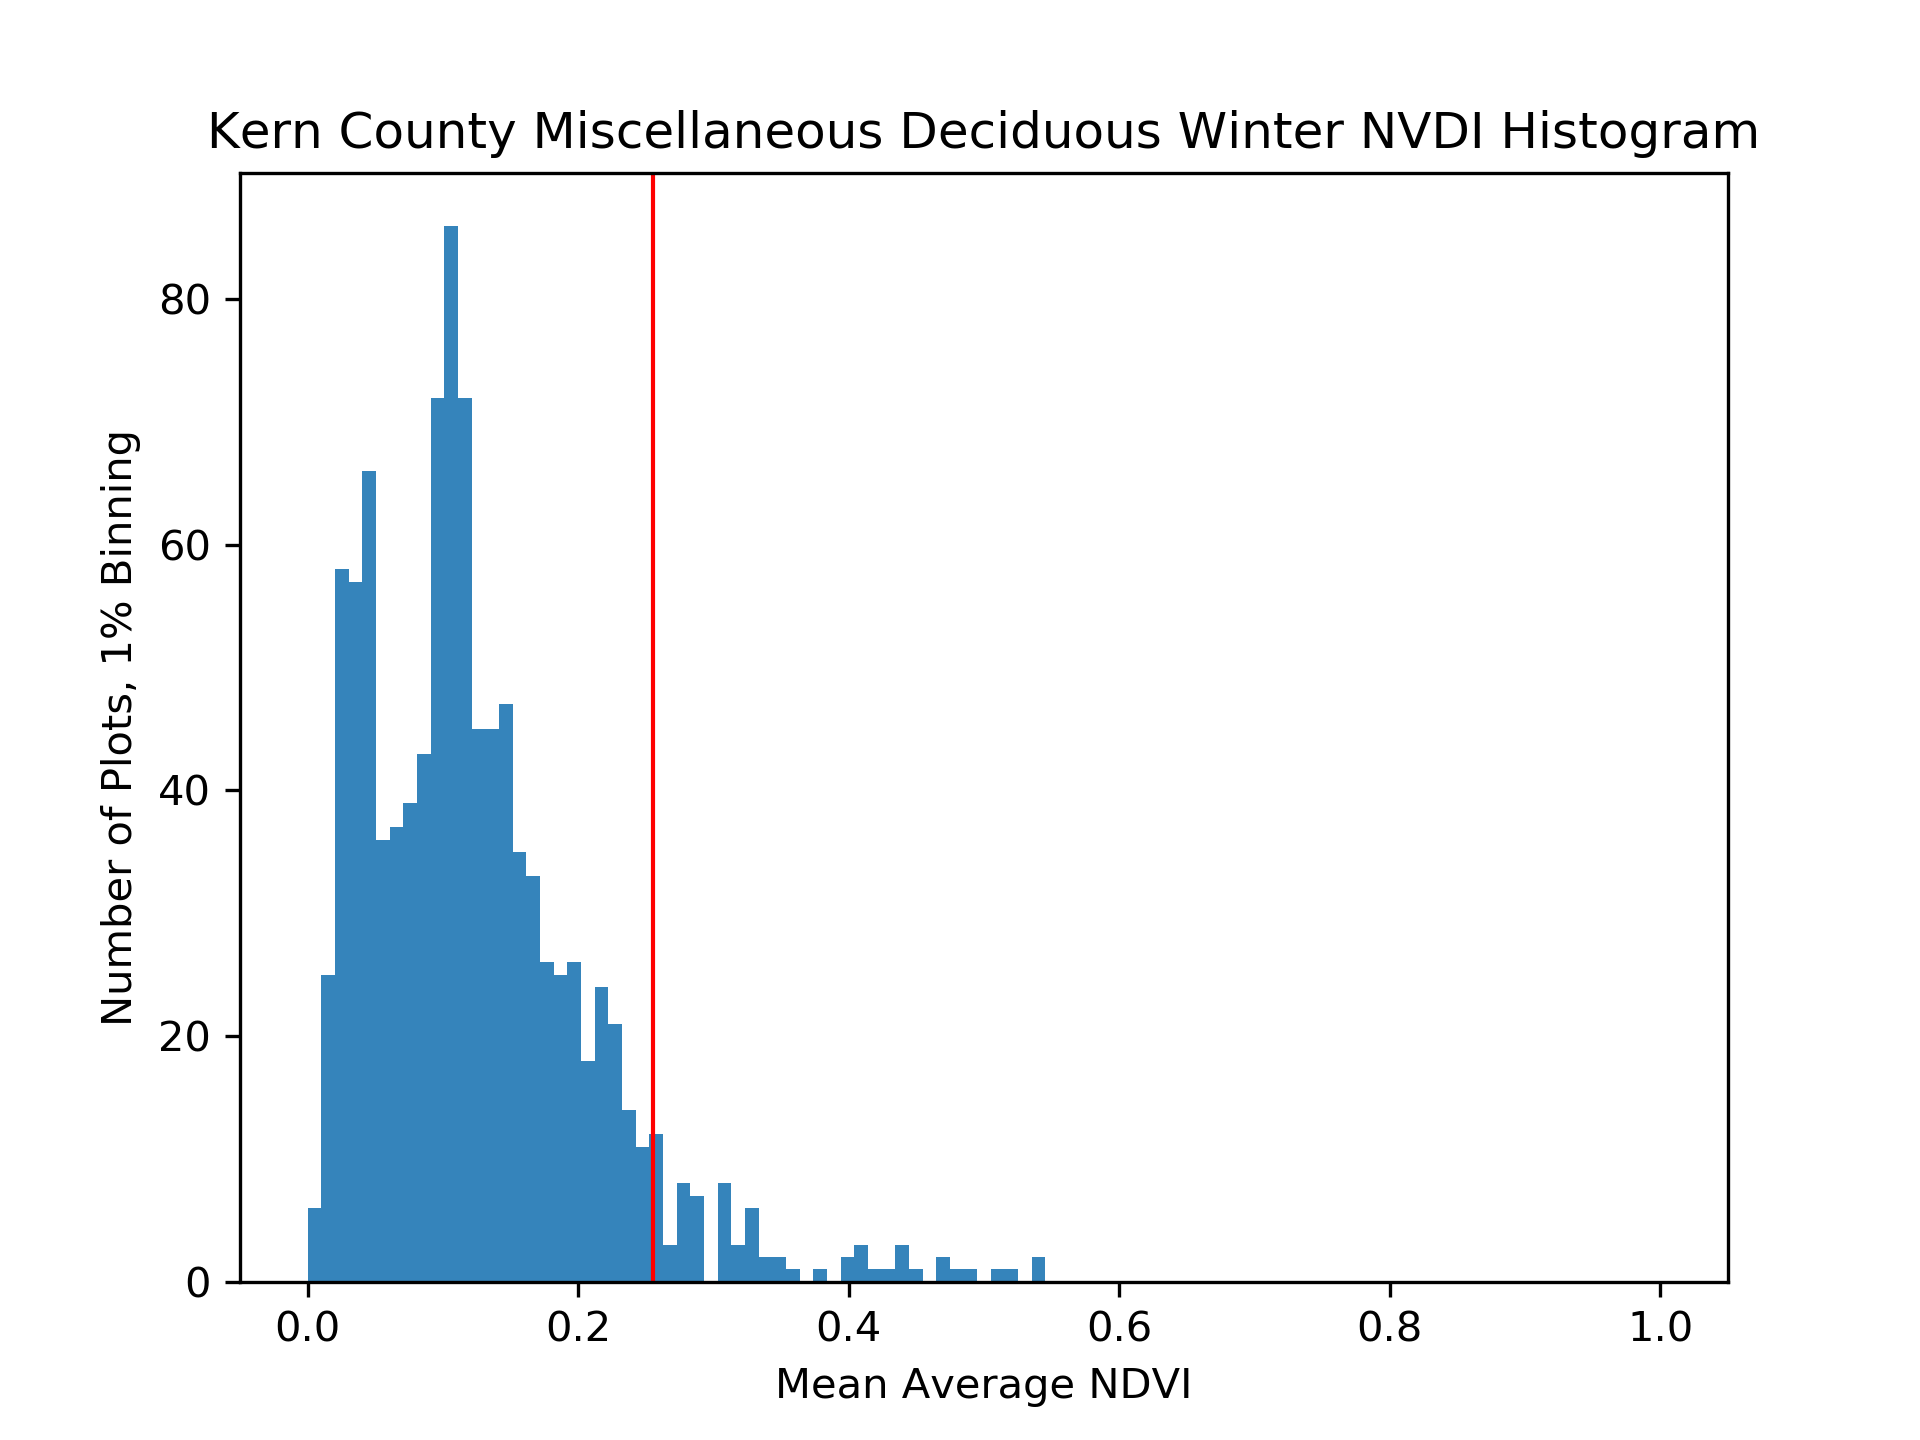 Kern County Miscellaneous Deciduous Winter NVDI Histogram
Number of Plots, 1% Binning
80
60
40
20
0
0.0 0.2 0.4 0.6 0.8 1.0
Mean Average NDVI